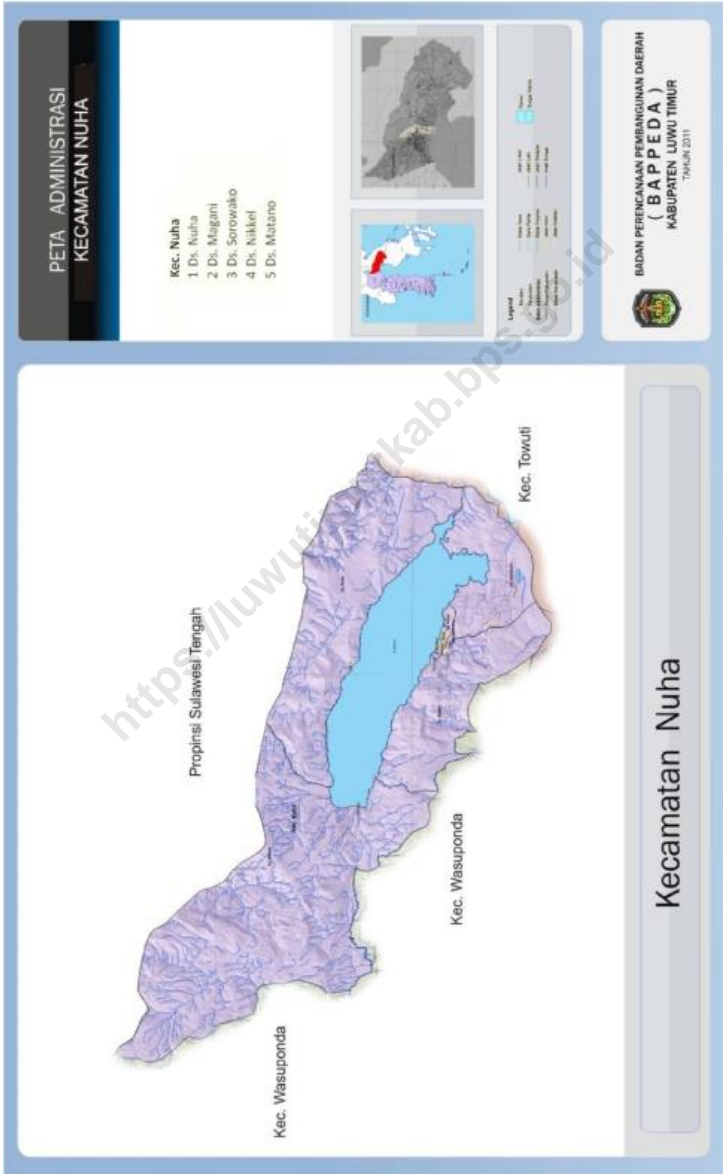 PETA ADMINISTRASI
KECAMATAN NUHA
Kec. Nuha
1 Ds. Nuha
2 Ds. Magani
3 Ds. Sorowako
4 Ds. Nikkel
5 Ds. Matano
Legend
BADAN PERENCANAAN PEMBANGUNAN DAERAH
( BAPPEDA )
KABUPATEN LUWU TIMUR
TAHUN 2011
Propinsi Sulawesi Tengah
Kec. Towuti
Kec. Wasuponda
Kec. Wasuponda
Kecamatan Nuha
https://luwutimurkab.bps.go.id